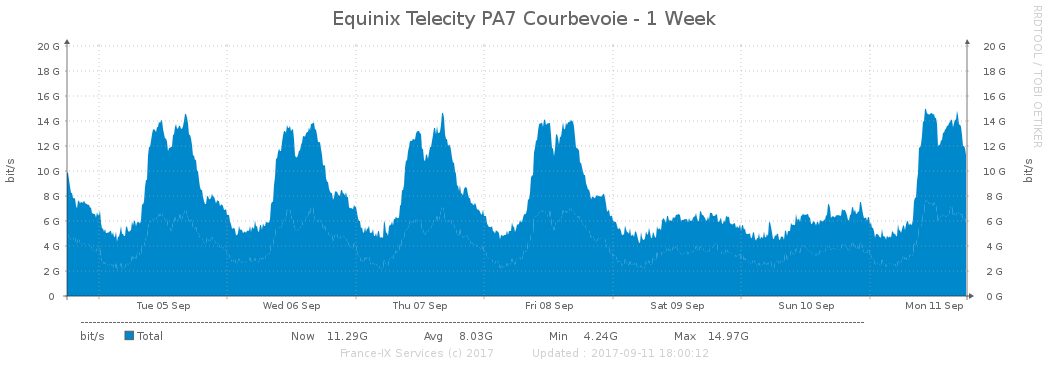 Equinix Telecity PA7 Courbevoie - 1 Week
RRDTOOL / TOBI OETIKER
bit/s
20 G 20 G
18 G 18 G
16 G 16 G
14 G 14 G
12 G 12 G
10 G 10 G
8 G 8 G
6 G 6 G
4 G 4 G
2 G 2 G
0 0 G
bit/s
Tue 05 Sep Wed 06 Sep Thu 07 Sep Fri 08 Sep Sat 09 Sep Sun 10 Sep Mon 11 Sep
bit/s Total Now 11.29G Avg 8.03G Min 4.24G Max 14.97G
France-IX Services (c) 2017 Updated : 2017-09-11 18:00:12